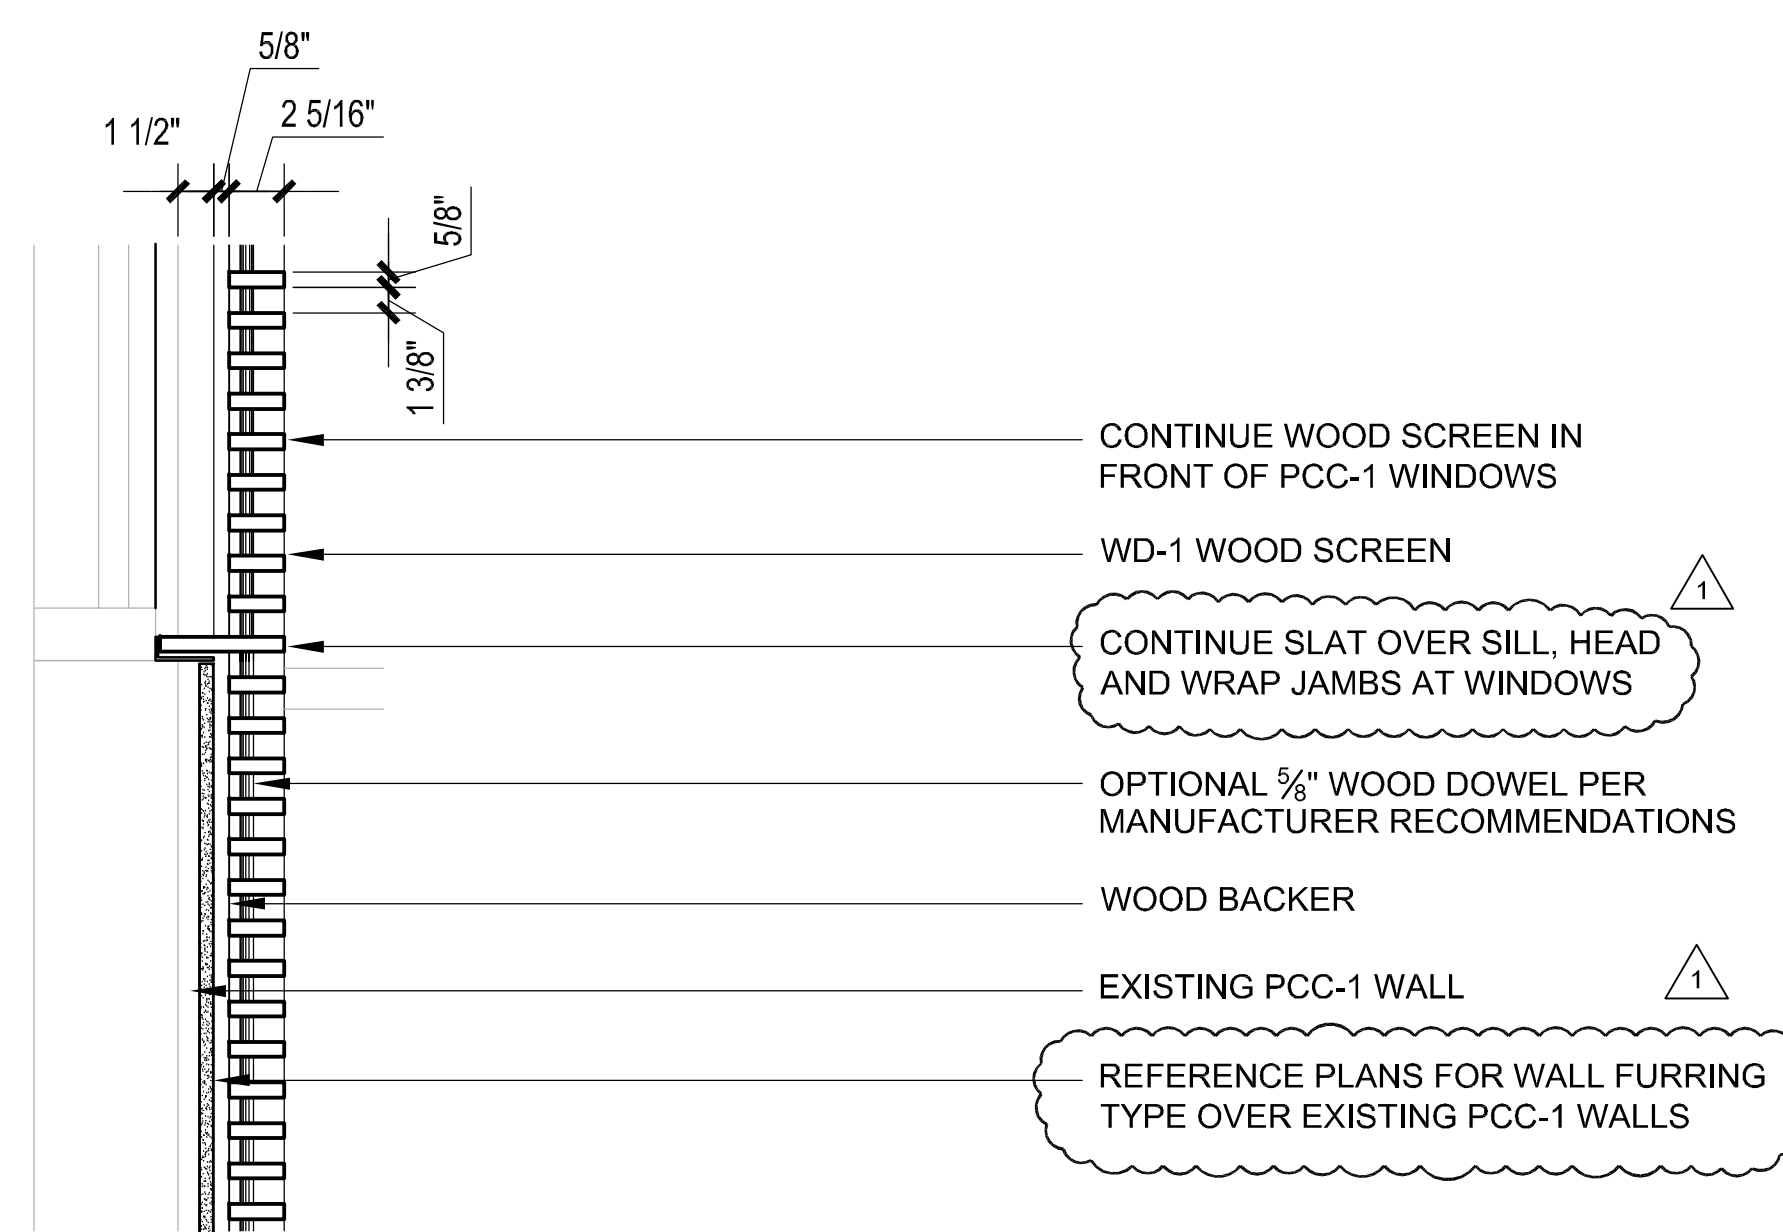 5/8"
1 1/2"
2 5/16"
5/8"
1 3/8"
CONTINUE WOOD SCREEN IN
FRONT OF PCC-1 WINDOWS
WD-1 WOOD SCREEN
1
CONTINUE SLAT OVER SILL, HEAD
AND WRAP JAMBS AT WINDOWS
OPTIONAL ⅝" WOOD DOWEL PER
MANUFACTURER RECOMMENDATIONS
WOOD BACKER
EXISTING PCC-1 WALL
1
REFERENCE PLANS FOR WALL FURRING
TYPE OVER EXISTING PCC-1 WALLS